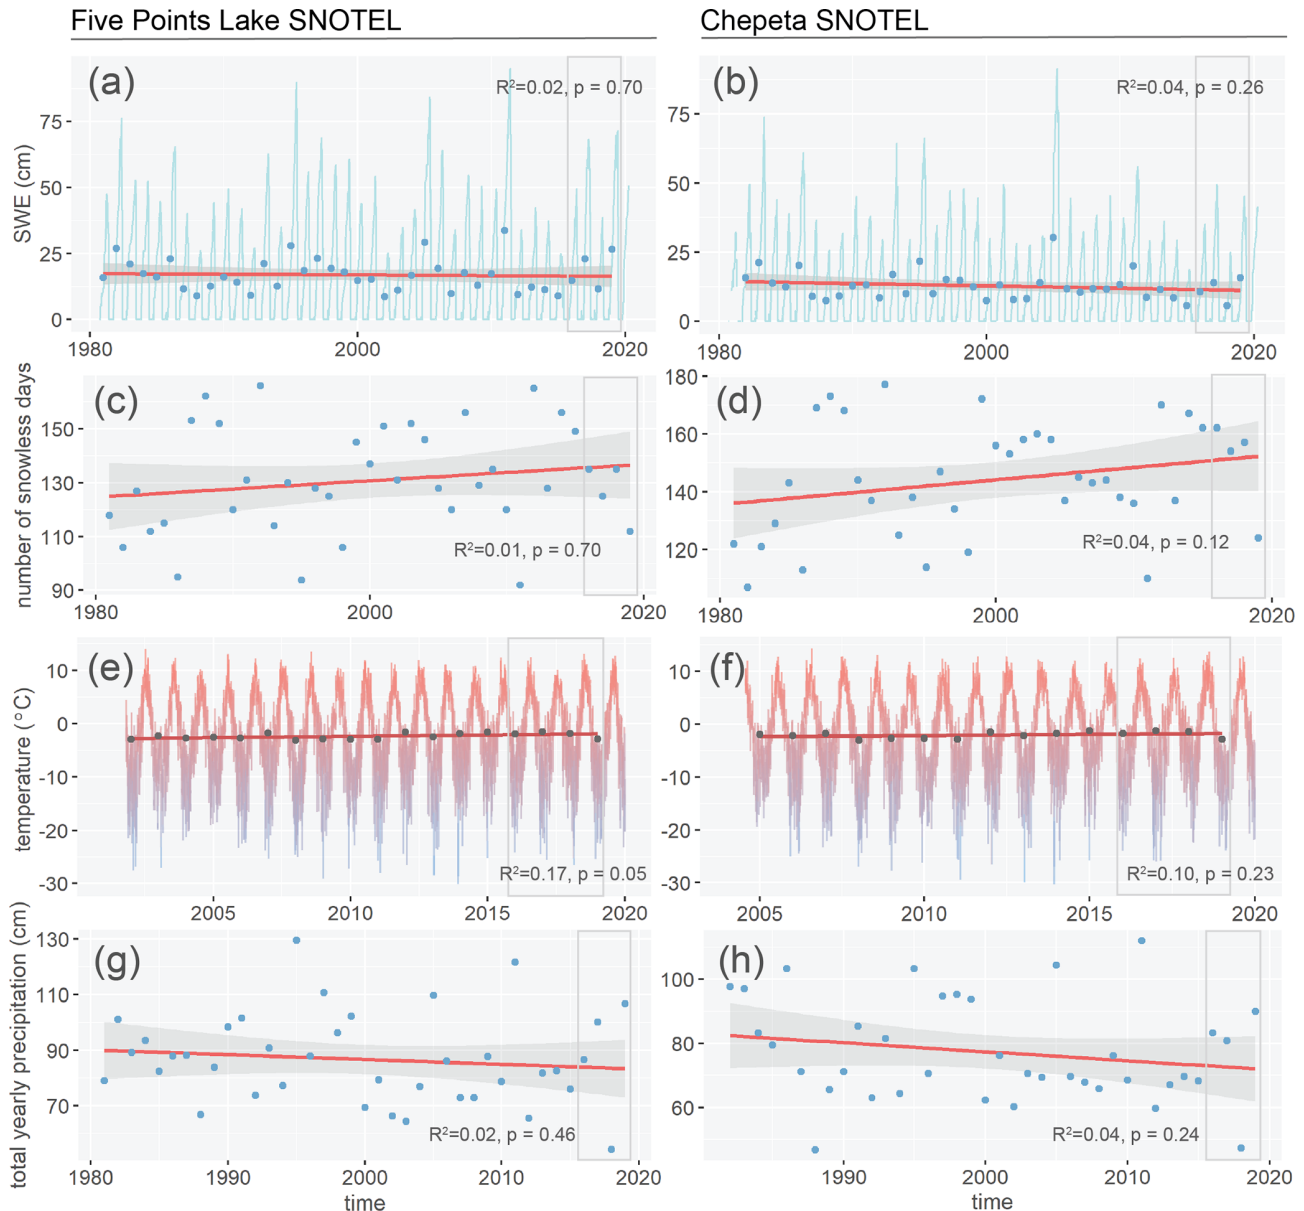 Five Points Lake SNOTEL
Chepeta SNOTEL
(a)
R²=0.02, p = 0.70
SWE (cm)
75
50
25
0
1980
2000
2020
(b)
R²=0.04, p = 0.26
75
50
25
0
1980
2000
2020
(c)
R²=0.01, p = 0.70
number of snowless days
150
130
110
90
1980
2000
2020
(d)
R²=0.04, p = 0.12
180
160
140
120
1980
2000
2020
(e)
R²=0.17, p = 0.05
temperature (°C)
10
0
-10
-20
-30
2005
2010
2015
2020
(f)
R²=0.10, p = 0.23
10
0
-10
-20
-30
2005
2010
2015
2020
(g)
R²=0.02, p = 0.46
total yearly precipitation (cm)
130
110
90
70
1980
1990
2000
2010
2020
time
(h)
R²=0.04, p = 0.24
100
80
60
1990
2000
2010
2020
time